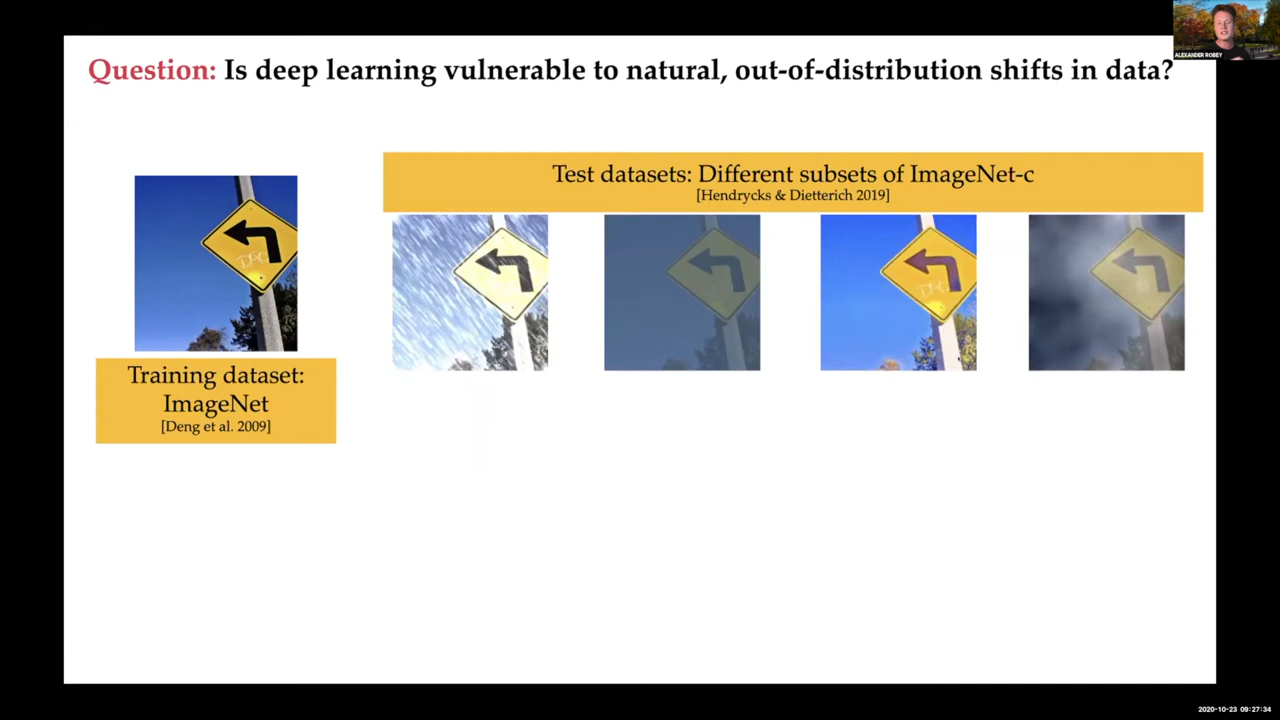 ALEXANDER ROBEY
Question: Is deep learning vulnerable to natural, out-of-distribution shifts in data?
Test datasets: Different subsets of ImageNet-c
[Hendrycks & Dietterich 2019]
Training dataset:
ImageNet
[Deng et al. 2009]
2020-10-23 09:27:34